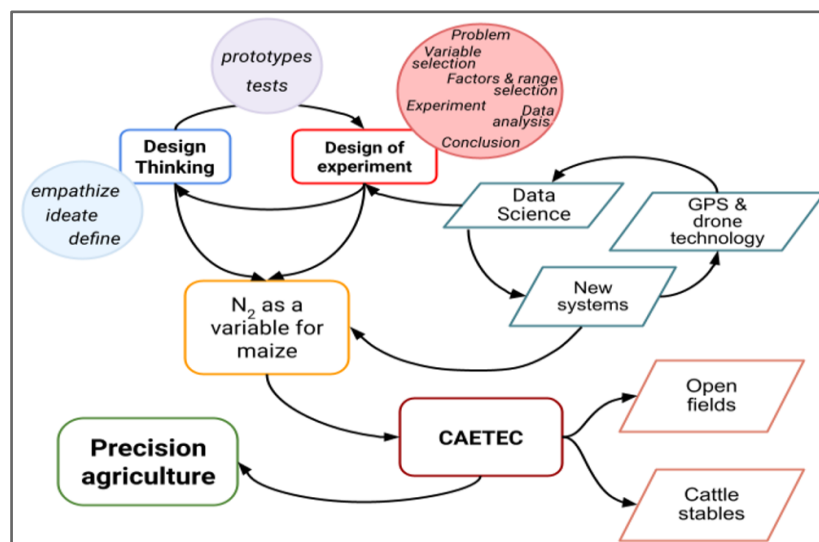 prototypes
tests
Problem
Variable
selection
Factors & range
selection
Experiment
Data
analysis
Conclusion
Design
Thinking
Design of
experiment
empathize
ideate
define
Data
Science
GPS &
drone
technology
New
systems
N₂ as a
variable for
maize
Open
fields
CAETEC
Precision
agriculture
Cattle
stables